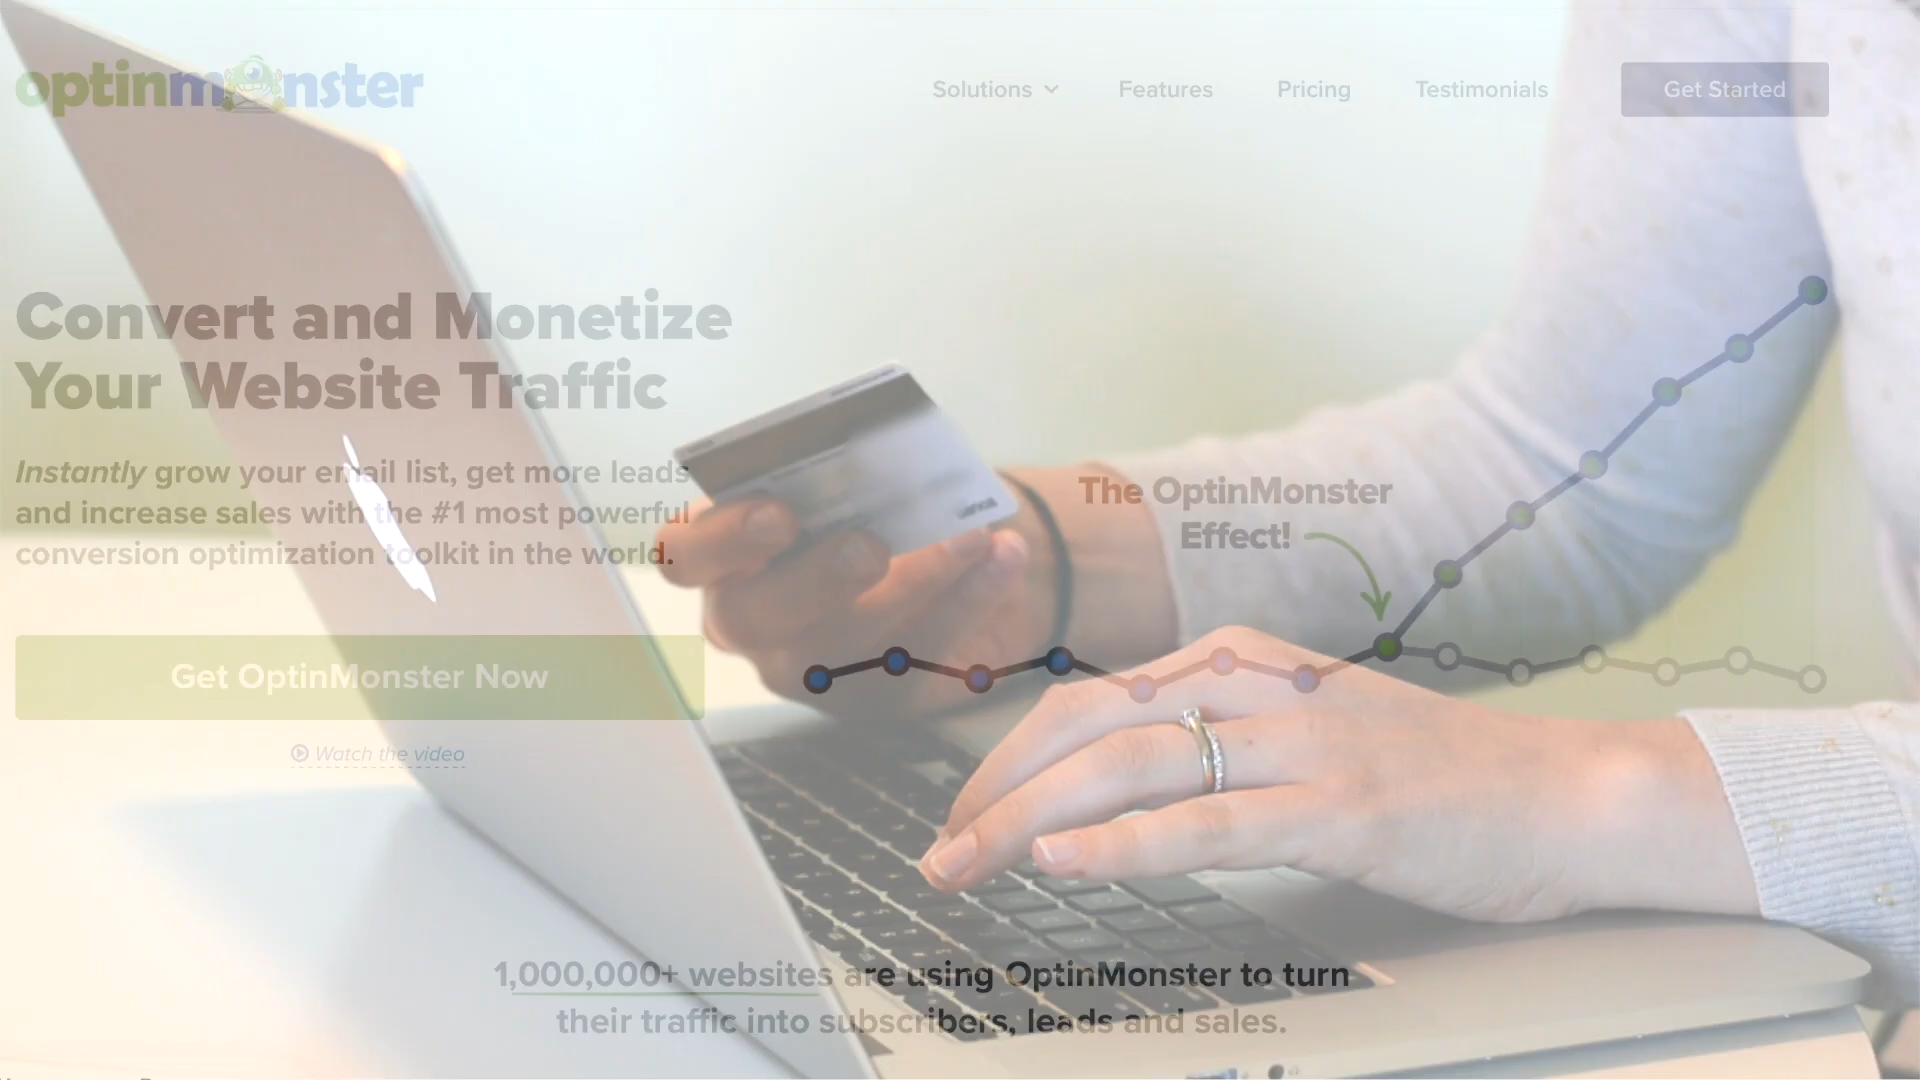 optinmonster
Solutions
Features
Pricing
Testimonials
Get Started
Convert and Monetize
Your Website Traffic
Instantly grow your email list, get more leads
and increase sales with the #1 most powerful
conversion optimization toolkit in the world.
The OptinMonster
Effect!
Get OptinMonster Now
Watch the video
1,000,000+ websites are using OptinMonster to turn
their traffic into subscribers, leads and sales.